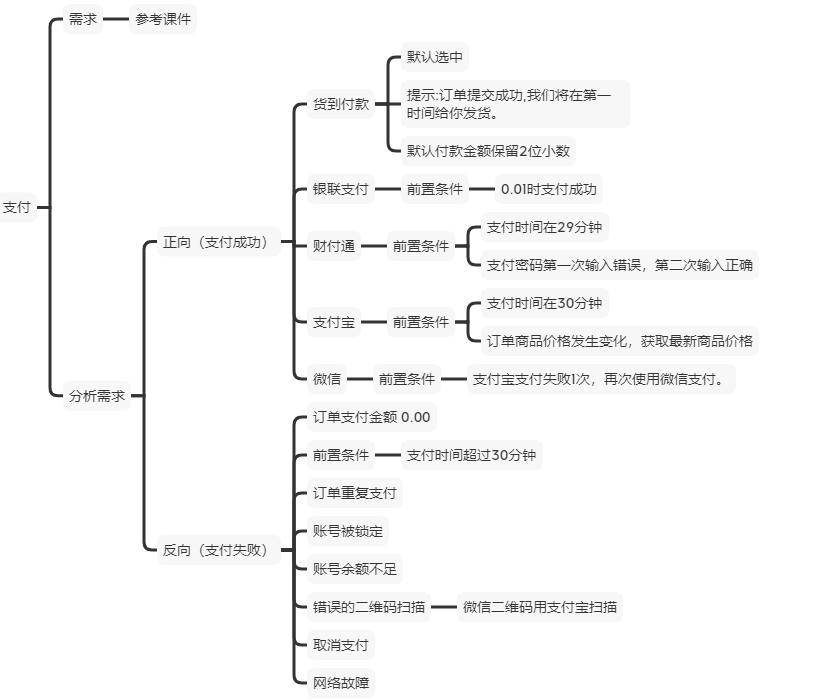 支付
需求
参考课件
分析需求
正向（支付成功）
货到付款
默认选中
提示:订单提交成功,我们将在第一
时间给你发货。
默认付款金额保留2位小数
银联支付
前置条件
0.01时支付成功
财付通
前置条件
支付时间在29分钟
支付密码第一次输入错误，第二次输入正确
支付宝
前置条件
支付时间在30分钟
订单商品价格发生变化，获取最新商品价格
微信
前置条件
支付宝支付失败1次，再次使用微信支付。
反向（支付失败）
订单支付金额 0.00
前置条件
支付时间超过30分钟
订单重复支付
账号被锁定
账号余额不足
错误的二维码扫描
微信二维码用支付宝扫描
取消支付
网络故障